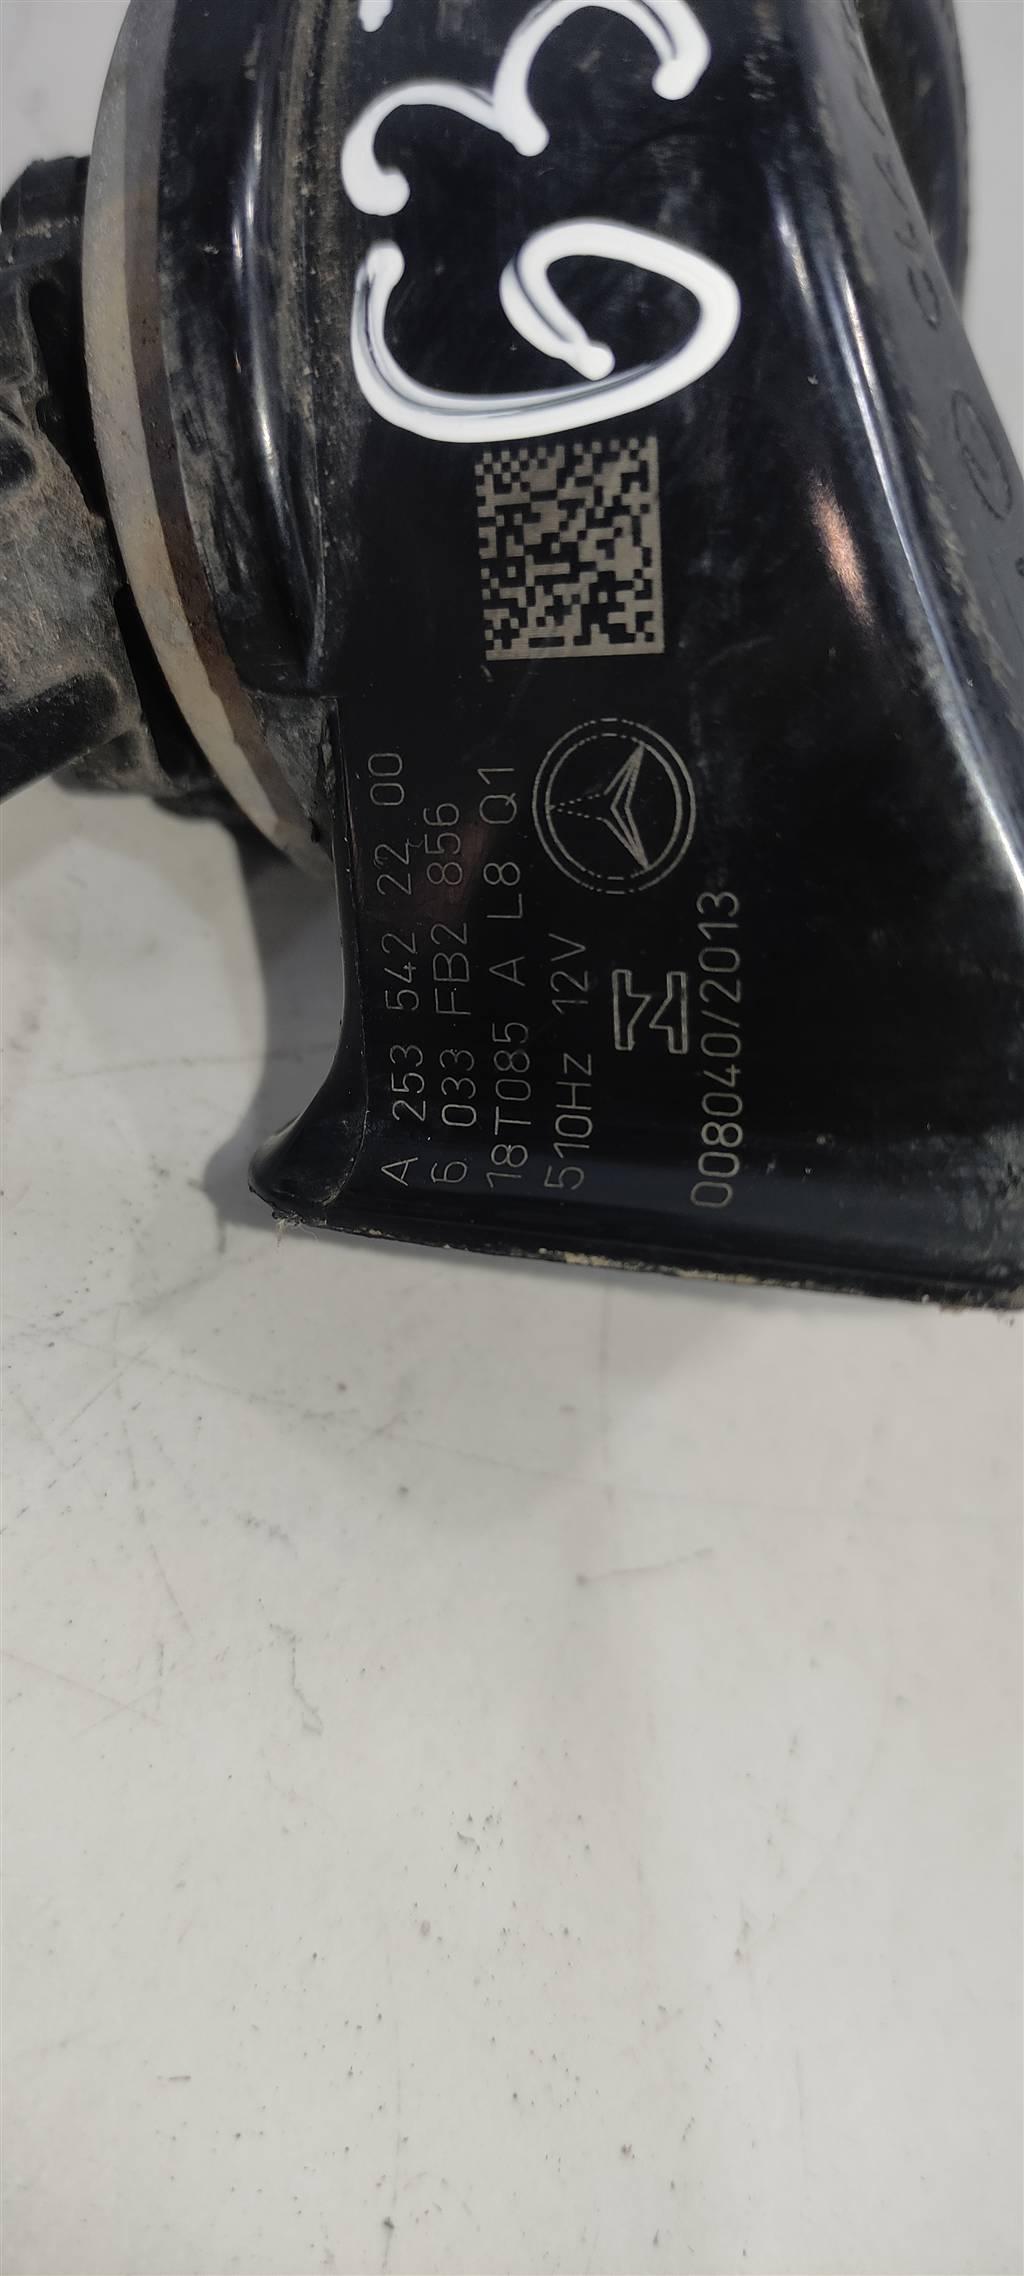 A 253 542 22 00
6 033 FB2 856
18T085 A L8 Q1
510Hz 12V
008040/2013